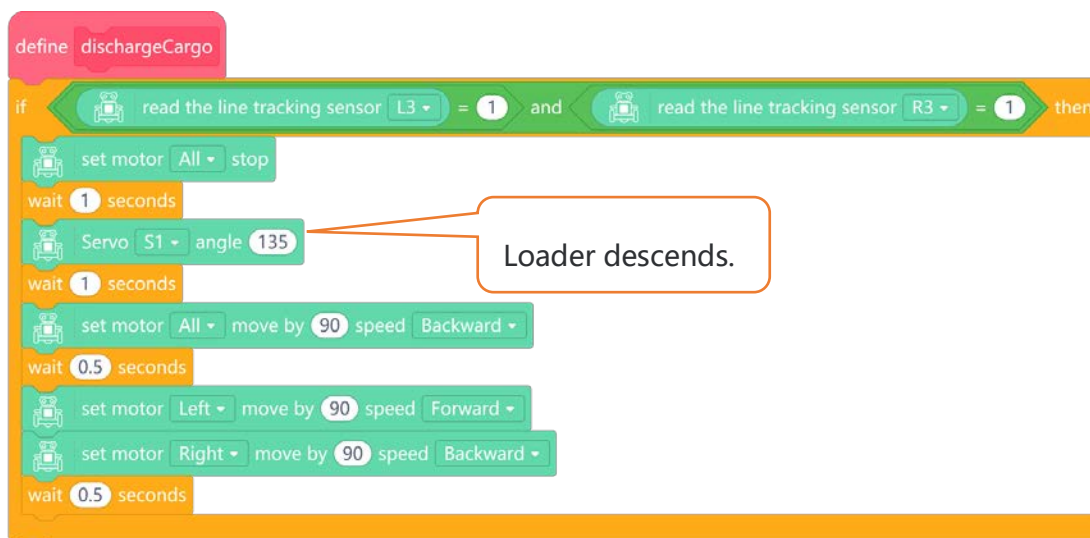 define dischargeCargo
if read the line tracking sensor L3 = 1 and read the line tracking sensor R3 = 1 then
set motor All stop
wait 1 seconds
Servo S1 angle 135
Loader descends.
wait 1 seconds
set motor All move by 90 speed Backward
wait 0.5 seconds
set motor Left move by 90 speed Forward
set motor Right move by 90 speed Backward
wait 0.5 seconds